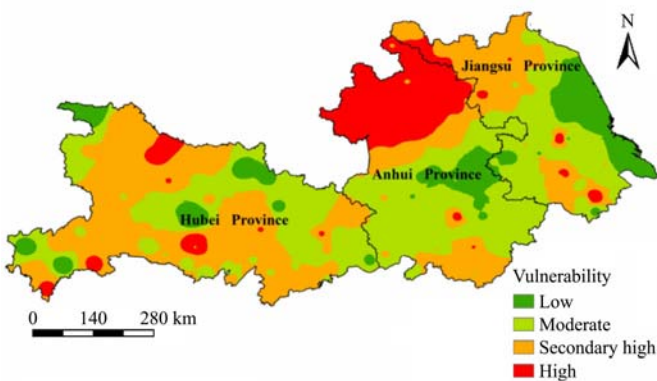 N
Jiangsu Province
Anhui Province
Hubei Province
Vulnerability
Low
Moderate
Secondary high
High
0 140 280 km